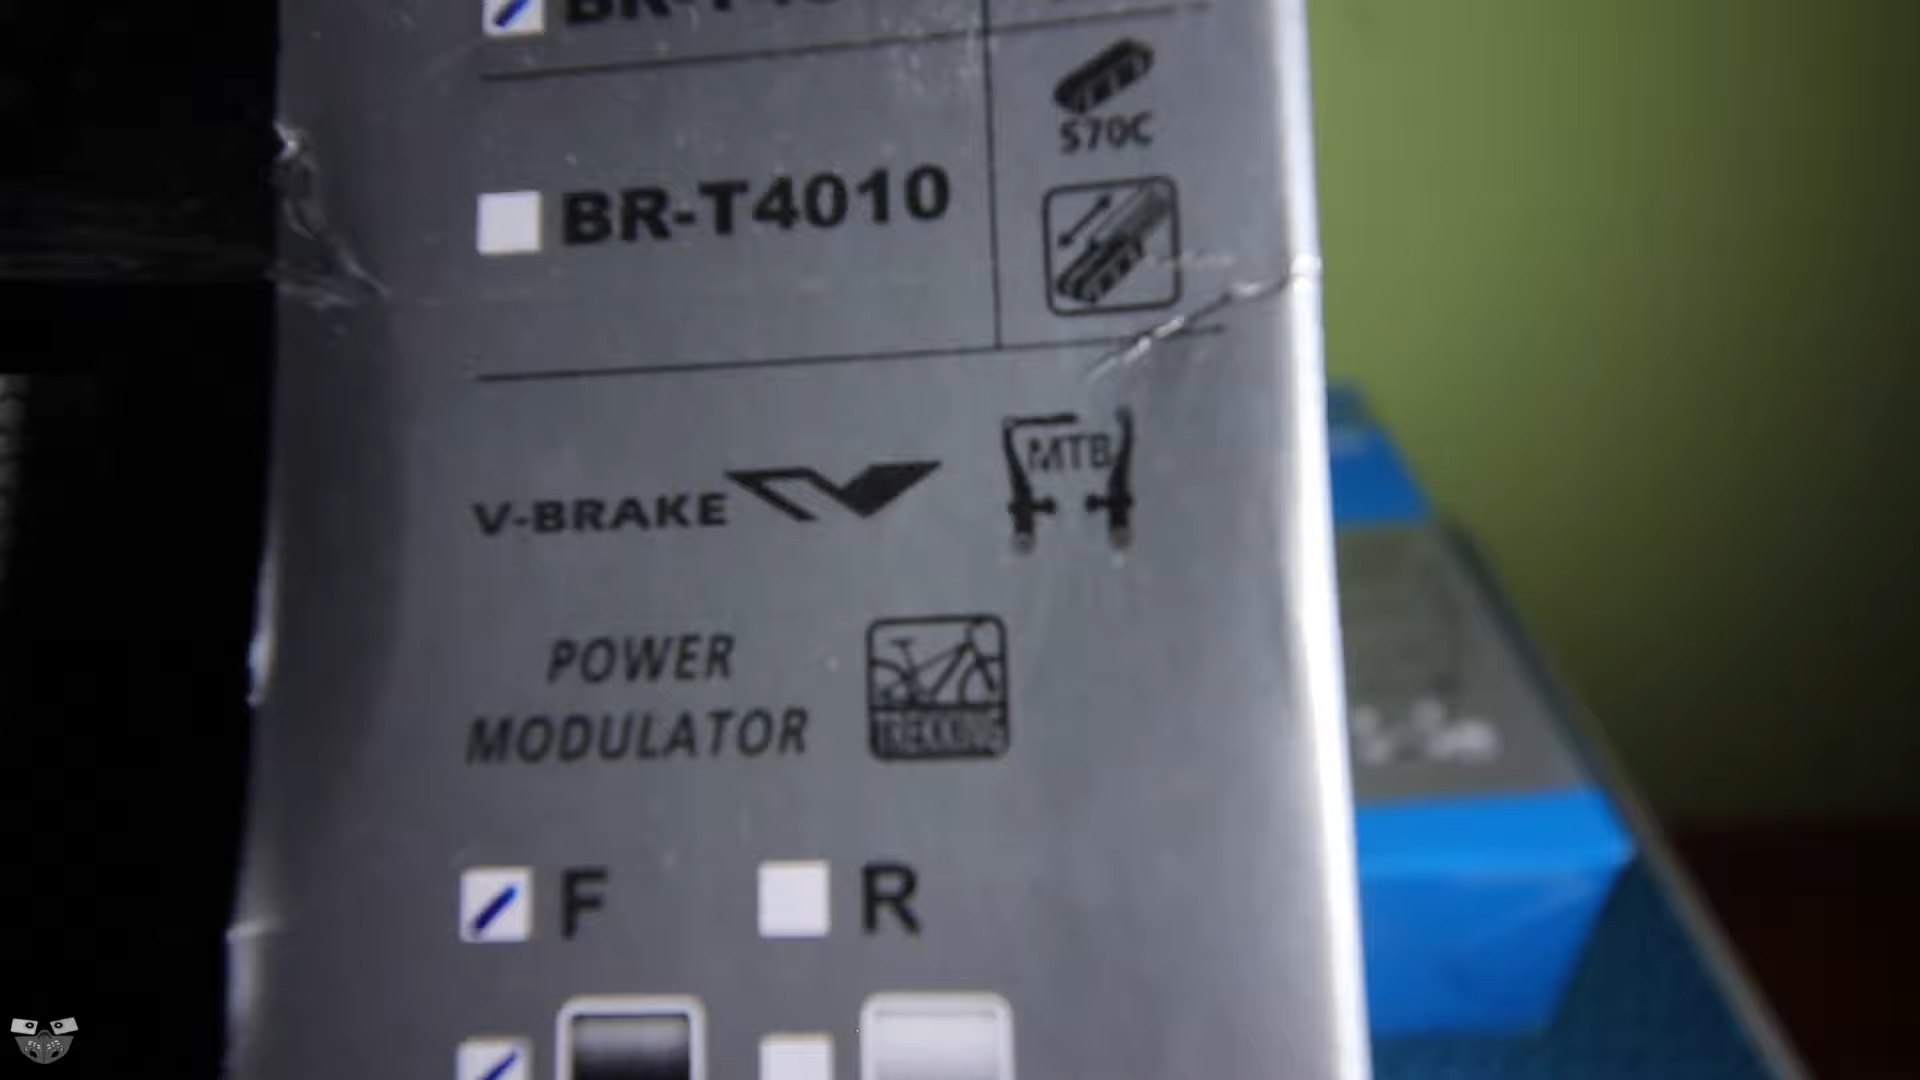 S70C
BR-T4010
V-BRAKE
MTB
POWER
MODULATOR
TREKKING
F
R